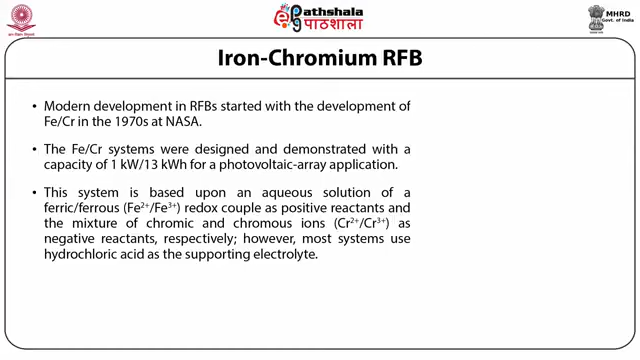 ePathshala
पाठशाला
MHRD
Govt. of India
Iron-Chromium RFB
• Modern development in RFBs started with the development of
Fe/Cr in the 1970s at NASA.
• The Fe/Cr systems were designed and demonstrated with a
capacity of 1 kW/13 kWh for a photovoltaic-array application.
• This system is based upon an aqueous solution of a
ferric/ferrous (Fe²⁺/Fe³⁺) redox couple as positive reactants and
the mixture of chromic and chromous ions (Cr²⁺/Cr³⁺) as
negative reactants, respectively; however, most systems use
hydrochloric acid as the supporting electrolyte.